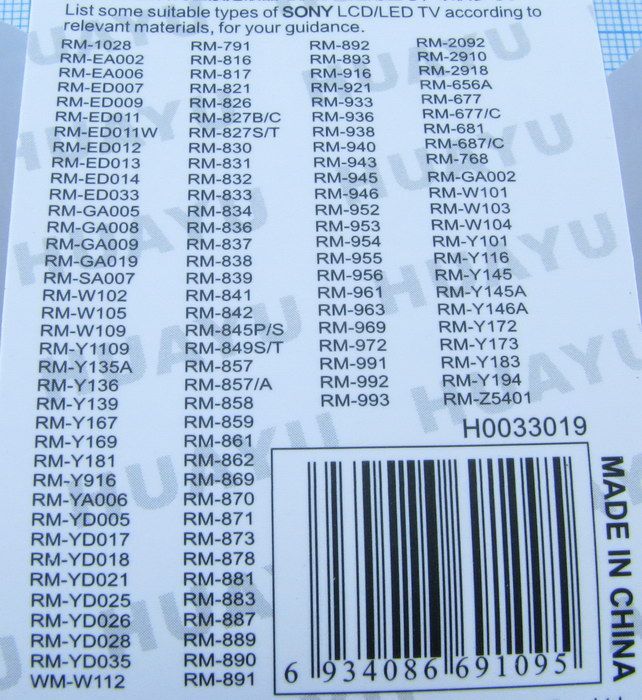 List some suitable types of SONY LCD/LED TV according to
relevant materials, for your guidance.
RM-1028
RM-EA002
RM-EA006
RM-ED007
RM-ED009
RM-ED011
RM-ED011W
RM-ED012
RM-ED013
RM-ED014
RM-ED033
RM-GA005
RM-GA008
RM-GA009
RM-GA019
RM-SA007
RM-W102
RM-W105
RM-W109
RM-Y1109
RM-Y135A
RM-Y136
RM-Y139
RM-Y167
RM-Y169
RM-Y181
RM-Y916
RM-YA006
RM-YD005
RM-YD017
RM-YD018
RM-YD021
RM-YD025
RM-YD026
RM-YD028
RM-YD035
WM-W112
RM-791
RM-816
RM-817
RM-821
RM-826
RM-827B/C
RM-827S/T
RM-830
RM-831
RM-832
RM-833
RM-834
RM-836
RM-837
RM-838
RM-839
RM-841
RM-842
RM-845P/S
RM-849S/T
RM-857
RM-857/A
RM-858
RM-859
RM-861
RM-862
RM-869
RM-870
RM-871
RM-873
RM-878
RM-881
RM-883
RM-887
RM-889
RM-890
RM-891
RM-892
RM-893
RM-916
RM-921
RM-933
RM-936
RM-938
RM-940
RM-943
RM-945
RM-946
RM-952
RM-953
RM-954
RM-955
RM-956
RM-961
RM-963
RM-969
RM-972
RM-991
RM-992
RM-993
RM-2092
RM-2910
RM-2918
RM-656A
RM-677
RM-677/C
RM-681
RM-687/C
RM-768
RM-GA002
RM-W101
RM-W103
RM-W104
RM-Y101
RM-Y116
RM-Y145
RM-Y145A
RM-Y146A
RM-Y172
RM-Y173
RM-Y183
RM-Y194
RM-Z5401
H0033019
6 934086 691095
MADE IN CHINA
HUAYU
HUAYU
HUAYU
HUAYU
HUAYU
HUAYU